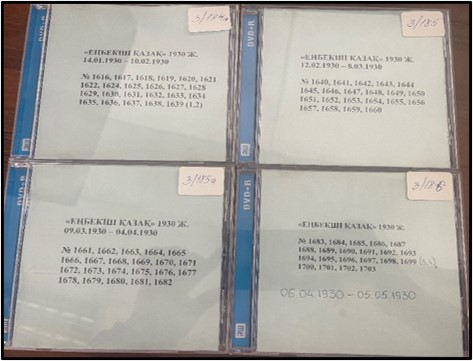 3/184а
DVD+R
«ЕҢБЕКШІ ҚАЗАҚ» 1930 Ж.
14.01.1930 – 10.02.1930
№ 1616, 1617, 1618, 1619, 1620, 1621
1622, 1624, 1625, 1626, 1627, 1628
1629, 1630, 1631, 1632, 1633, 1634
1635, 1636, 1637, 1638, 1639 (1,2)
3/185
DVD+R
«ЕҢБЕКШІ ҚАЗАҚ» 1930 Ж.
12.02.1930 – 8.03.1930
№ 1640, 1641, 1642, 1643, 1644
1645, 1646, 1647, 1648, 1649, 1650
1651, 1652, 1653, 1654, 1655, 1656
1657, 1658, 1659, 1660
3/185а
DVD+R
«ЕҢБЕКШІ ҚАЗАҚ» 1930 Ж.
09.03.1930 – 04.04.1930
№ 1661, 1662, 1663, 1664, 1665
1666, 1667, 1668, 1669, 1670, 1671
1672, 1673, 1674, 1675, 1676, 1677
1678, 1679, 1680, 1681, 1682
DVD+R
«ЕҢБЕКШІ ҚАЗАҚ» 1930 Ж.
№ 1683, 1684, 1685, 1686, 1687
1688, 1689, 1690, 1691, 1692, 1693
1694, 1695, 1696, 1697, 1698, 1699
1700, 1701, 1702, 1703
06.04.1930 – 05.05.1930